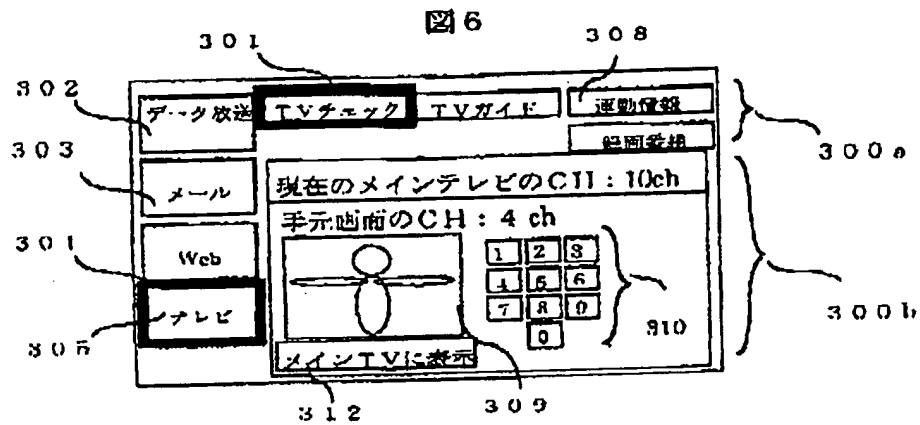 図6
301
308
302
データ放送 TVチェック TVガイド 連動情報
録画番組
300a
303
メール
現在のメインテレビのCH:10ch
手元画面のCH:4ch
301
Web
1 2 3
4 5 6
7 8 9
0
310
300b
テレビ
305
メインTVに表示
312
309